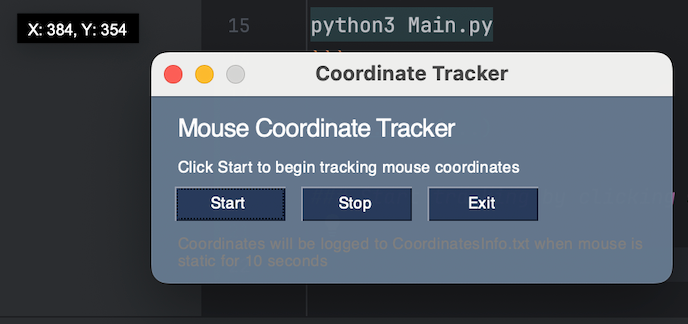 X: 384, Y: 354
15 python3 Main.py
Coordinate Tracker
Mouse Coordinate Tracker
Click Start to begin tracking mouse coordinates
Start Stop Exit
Coordinates will be logged to CoordinatesInfo.txt when mouse is
static for 10 seconds